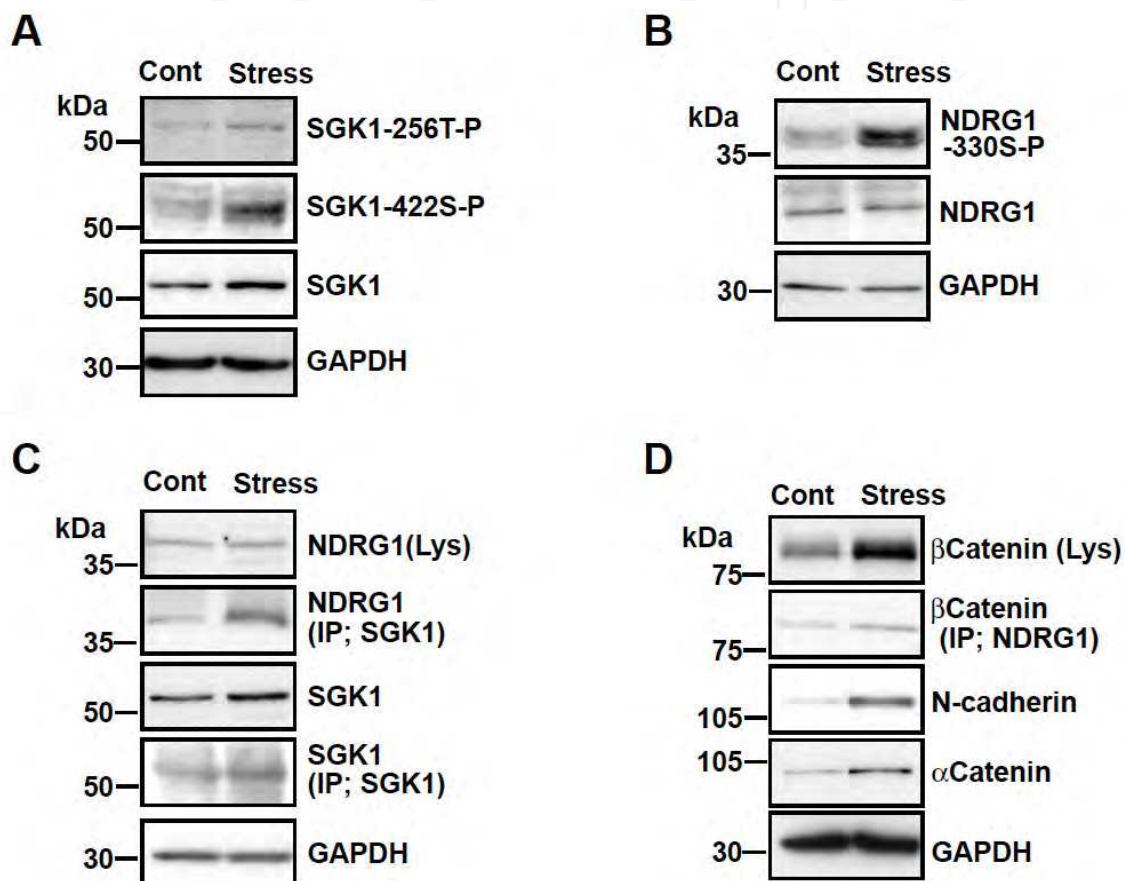 A
Cont Stress
kDa
50
SGK1-256T-P
50
SGK1-422S-P
50
SGK1
30
GAPDH
B
Cont Stress
kDa
35
NDRG1
-330S-P
NDRG1
30
GAPDH
C
Cont Stress
kDa
35
NDRG1(Lys)
35
NDRG1
(IP; SGK1)
50
SGK1
50
SGK1
(IP; SGK1)
30
GAPDH
D
Cont Stress
kDa
75
βCatenin (Lys)
75
βCatenin
(IP; NDRG1)
105
N-cadherin
105
αCatenin
30
GAPDH